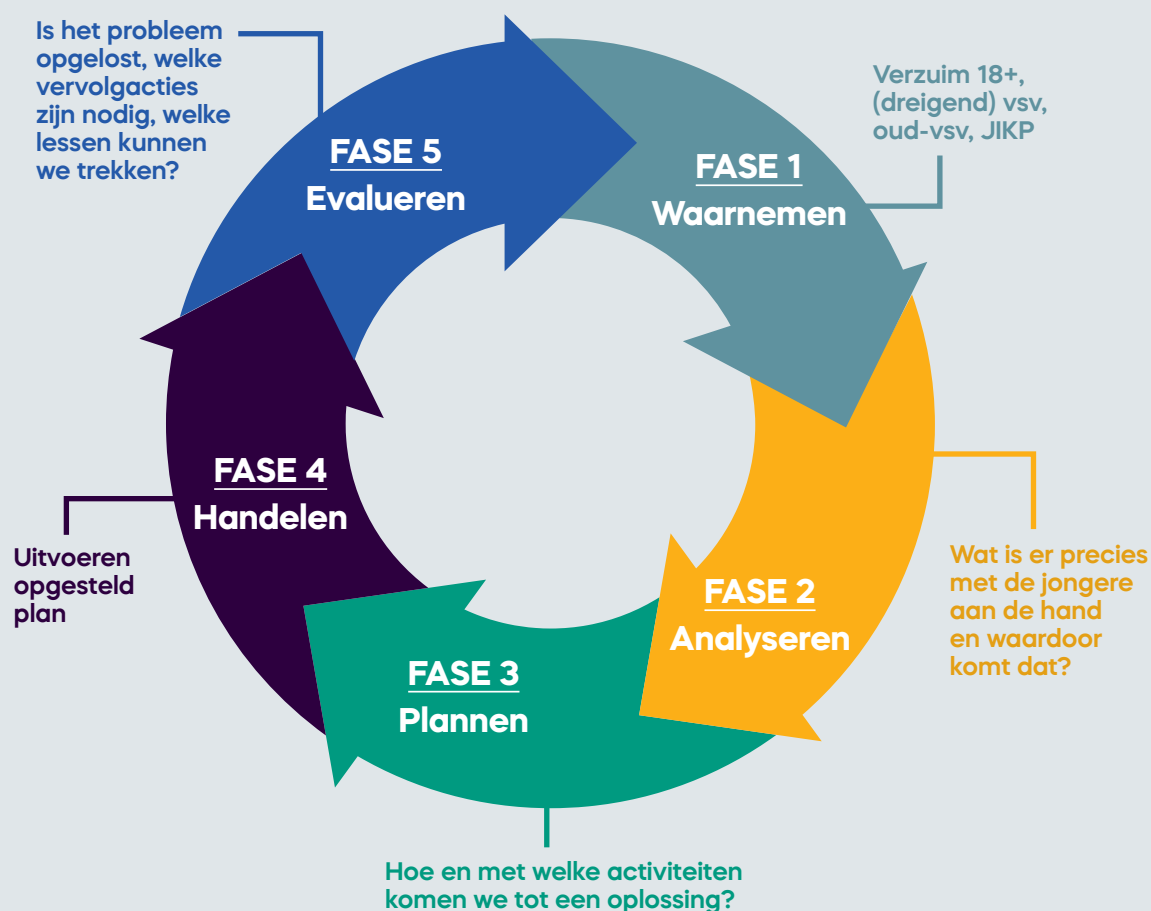 FASE 1
Waarnemen
Verzuim 18+,
(dreigend) vsv,
oud-vsv, JIKP
FASE 2
Analyseren
Wat is er precies
met de jongere
aan de hand
en waardoor
komt dat?
FASE 3
Plannen
Hoe en met welke activiteiten
komen we tot een oplossing?
FASE 4
Handelen
Uitvoeren
opgesteld
plan
FASE 5
Evalueren
Is het probleem
opgelost, welke
vervolgacties
zijn nodig, welke
lessen kunnen
we trekken?